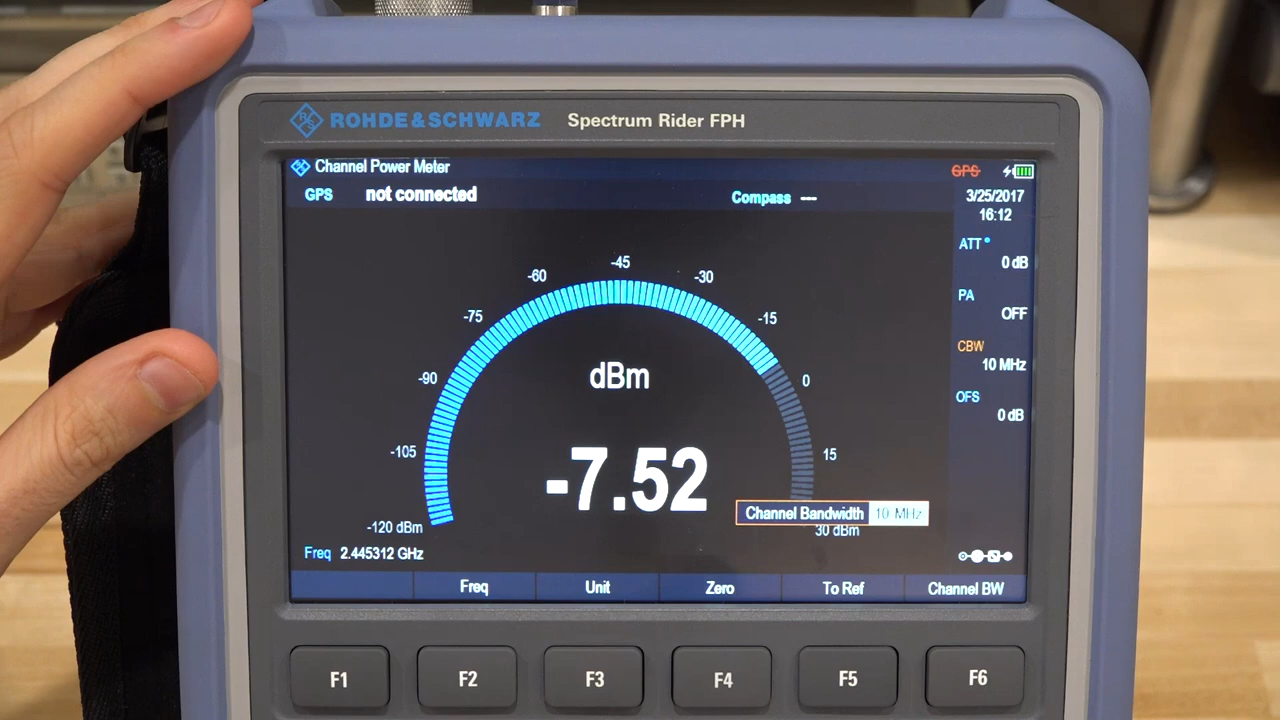 ROHDE & SCHWARZ Spectrum Rider FPH
Channel Power Meter GPS
GPS not connected Compass --- 3/25/2017
16:12
ATT
0 dB
PA
OFF
CBW
10 MHz
OFS
0 dB
-45
-60 -30
-75 -15
-90 0
-105 15
-120 dBm 30 dBm
dBm
-7.52
Channel Bandwidth 10 MHz
Freq 2.445312 GHz
Freq Unit Zero To Ref Channel BW
F1 F2 F3 F4 F5 F6